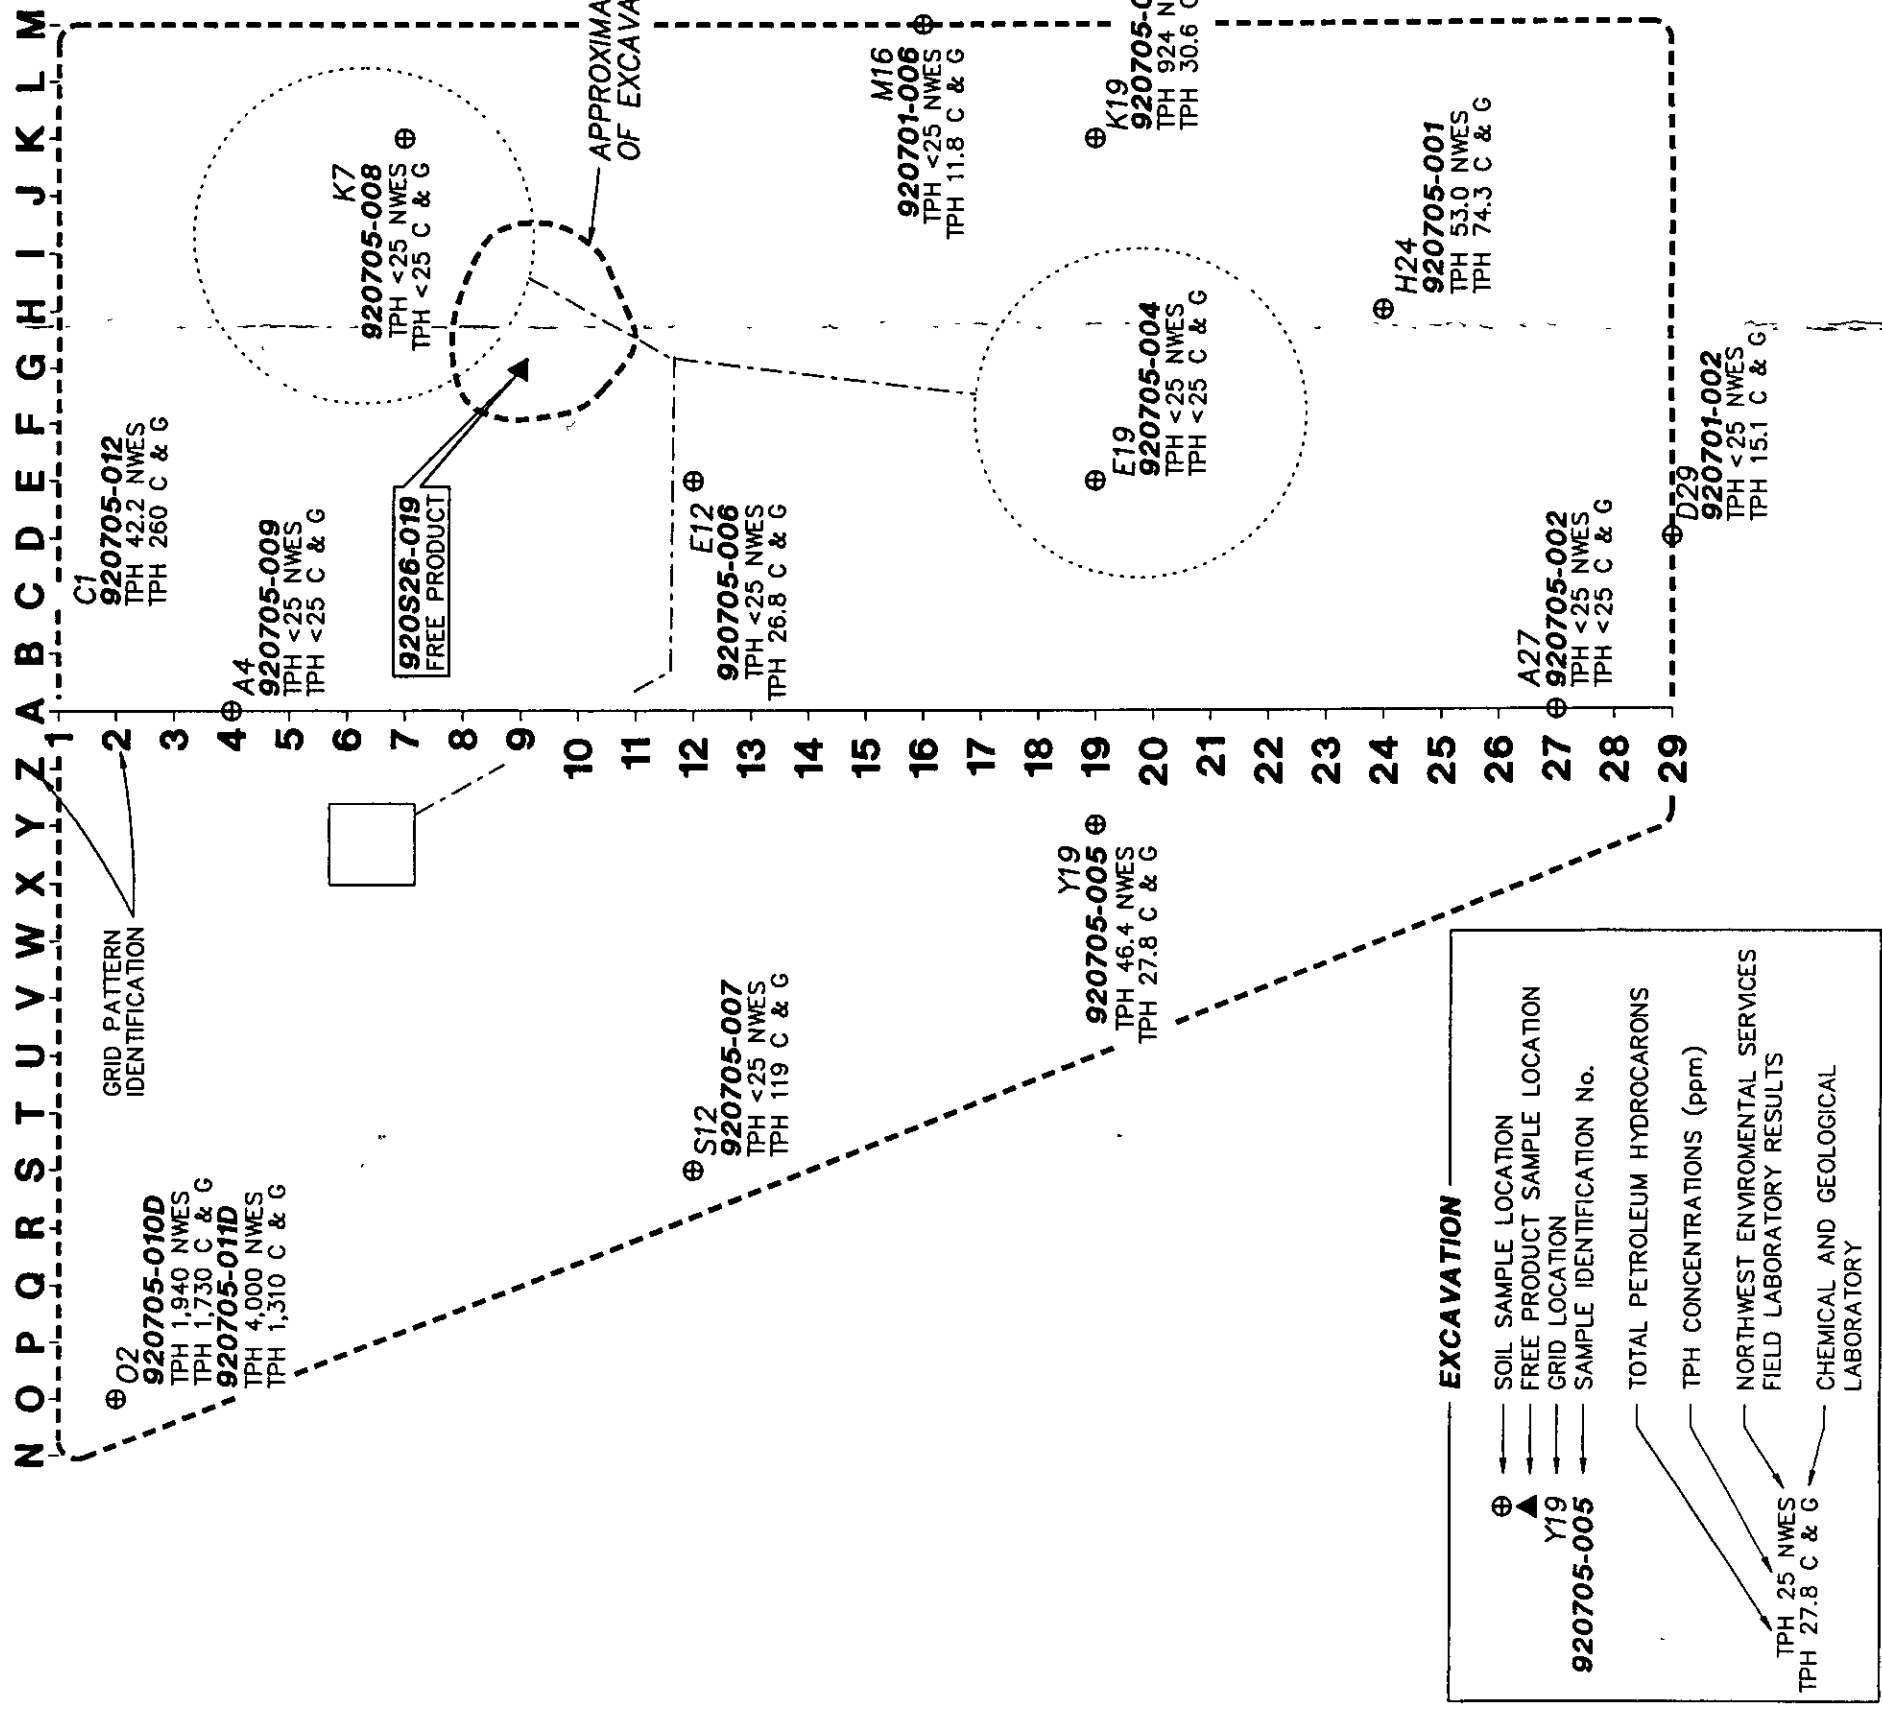 M
L
K
J
I
H
G
F
E
D
C
B
A
Z
Y
X
W
V
U
T
S
R
Q
P
O
N
1
2
3
4
5
6
7
8
9
10
11
12
13
14
15
16
17
18
19
20
21
22
23
24
25
26
27
28
29
GRID PATTERN
IDENTIFICATION
C1
920705-012
TPH 42.2 NWES
TPH 260 C & G
A4
920705-009
TPH <25 NWES
TPH <25 C & G
K7
920705-008
TPH <25 NWES
TPH <25 C & G
920S26-019
FREE PRODUCT
OF
E12
920705-006
TPH <25 NWES
TPH 26.8 C & G
M16
920701-006
TPH <25 NWES
TPH 11.8 C & G
K19
TPH 924
TPH 30.6
E19
920705-004
TPH <25 NWES
TPH <25 C & G
H24
920705-001
TPH 53.0 NWES
TPH 74.3 C & G
A27
920705-002
TPH <25 NWES
TPH <25 C & G
D29
920701-002
TPH <25 NWES
TPH 15.1 C & G
O2
920705-010D
TPH 1,940 NWES
TPH 1,730 C & G
920705-011D
TPH 4,000 NWES
TPH 1,310 C & G
S12
920705-007
TPH <25 NWES
TPH 119 C & G
Y19
920705-005
TPH 46.4 NWES
TPH 27.8 C & G
EXCAVATION
SOIL SAMPLE LOCATION
FREE PRODUCT SAMPLE LOCATION
Y19 GRID LOCATION
920705-005 SAMPLE IDENTIFICATION No.
TOTAL PETROLEUM HYDROCARONS
TPH CONCENTRATIONS (ppm)
NORTHWEST ENVIROMENTAL SERVICES
FIELD LABORATORY RESULTS
TPH 25 NWES
TPH 27.8 C & G
CHEMICAL AND GEOLOGICAL
LABORATORY